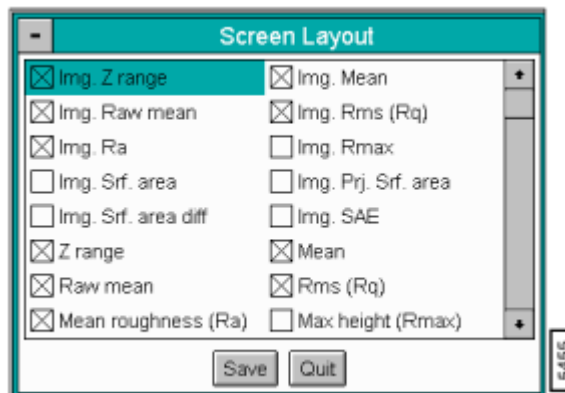 Screen Layout
Img. Z range Img. Mean
Img. Raw mean Img. Rms (Rq)
Img. Ra Img. Rmax
Img. Srf. area Img. Prj. Srf. area
Img. Srf. area diff Img. SAE
Z range Mean
Raw mean Rms (Rq)
Mean roughness (Ra) Max height (Rmax)
Save Quit
5455